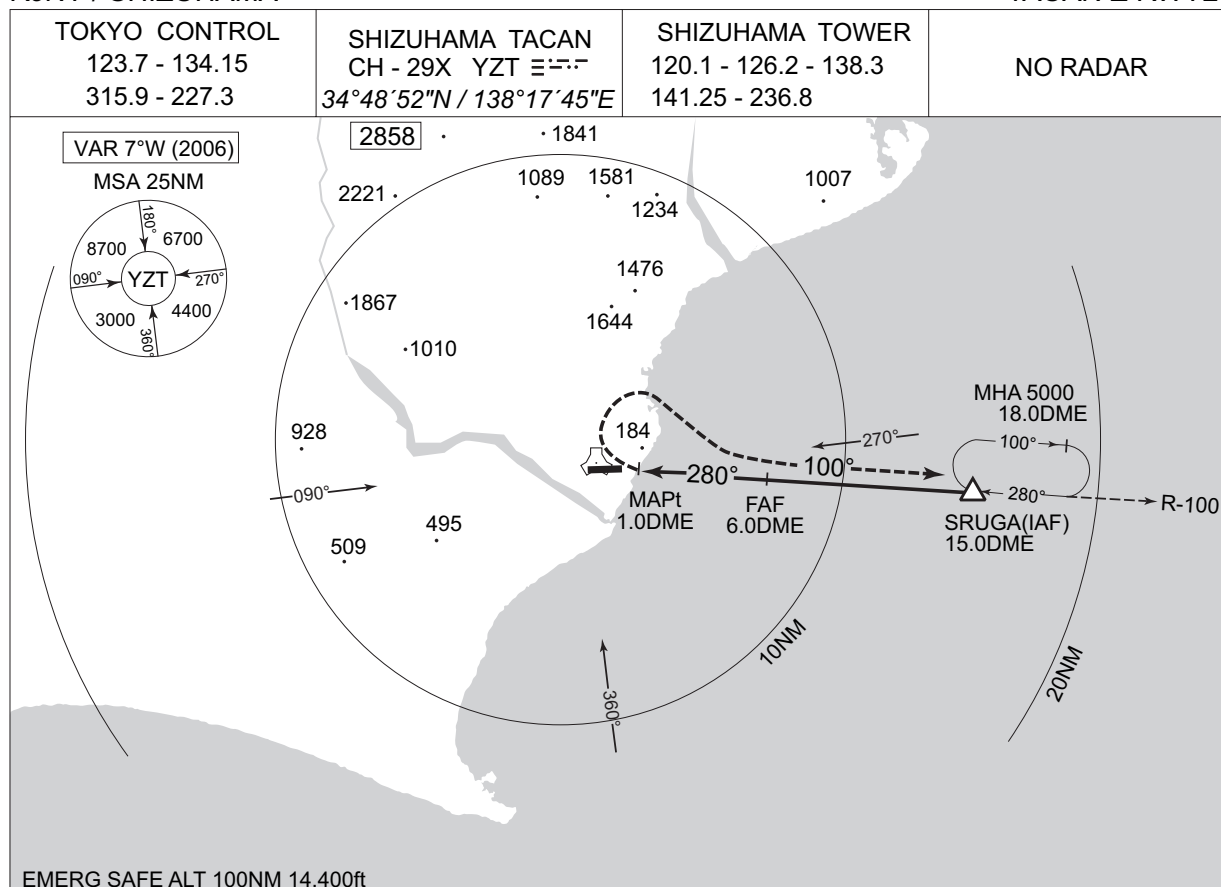 TOKYO CONTROL
123.7 - 134.15
315.9 - 227.3
SHIZUHAMA TACAN
CH - 29X YZT
34°48´52"N / 138°17´45"E
SHIZUHAMA TOWER
120.1 - 126.2 - 138.3
141.25 - 236.8
NO RADAR
VAR 7°W (2006)
MSA 25NM
180°
8700
6700
090°
YZT
270°
3000
4400
360°
2858
1841
2221
1089
1581
1234
1007
1476
1867
1644
1010
928
184
270°
MHA 5000
18.0DME
100°
280°
100°
280°
R-100
090°
MAPt
1.0DME
FAF
6.0DME
SRUGA(IAF)
15.0DME
495
509
10NM
20NM
360°
EMERG SAFE ALT 100NM 14,400ft